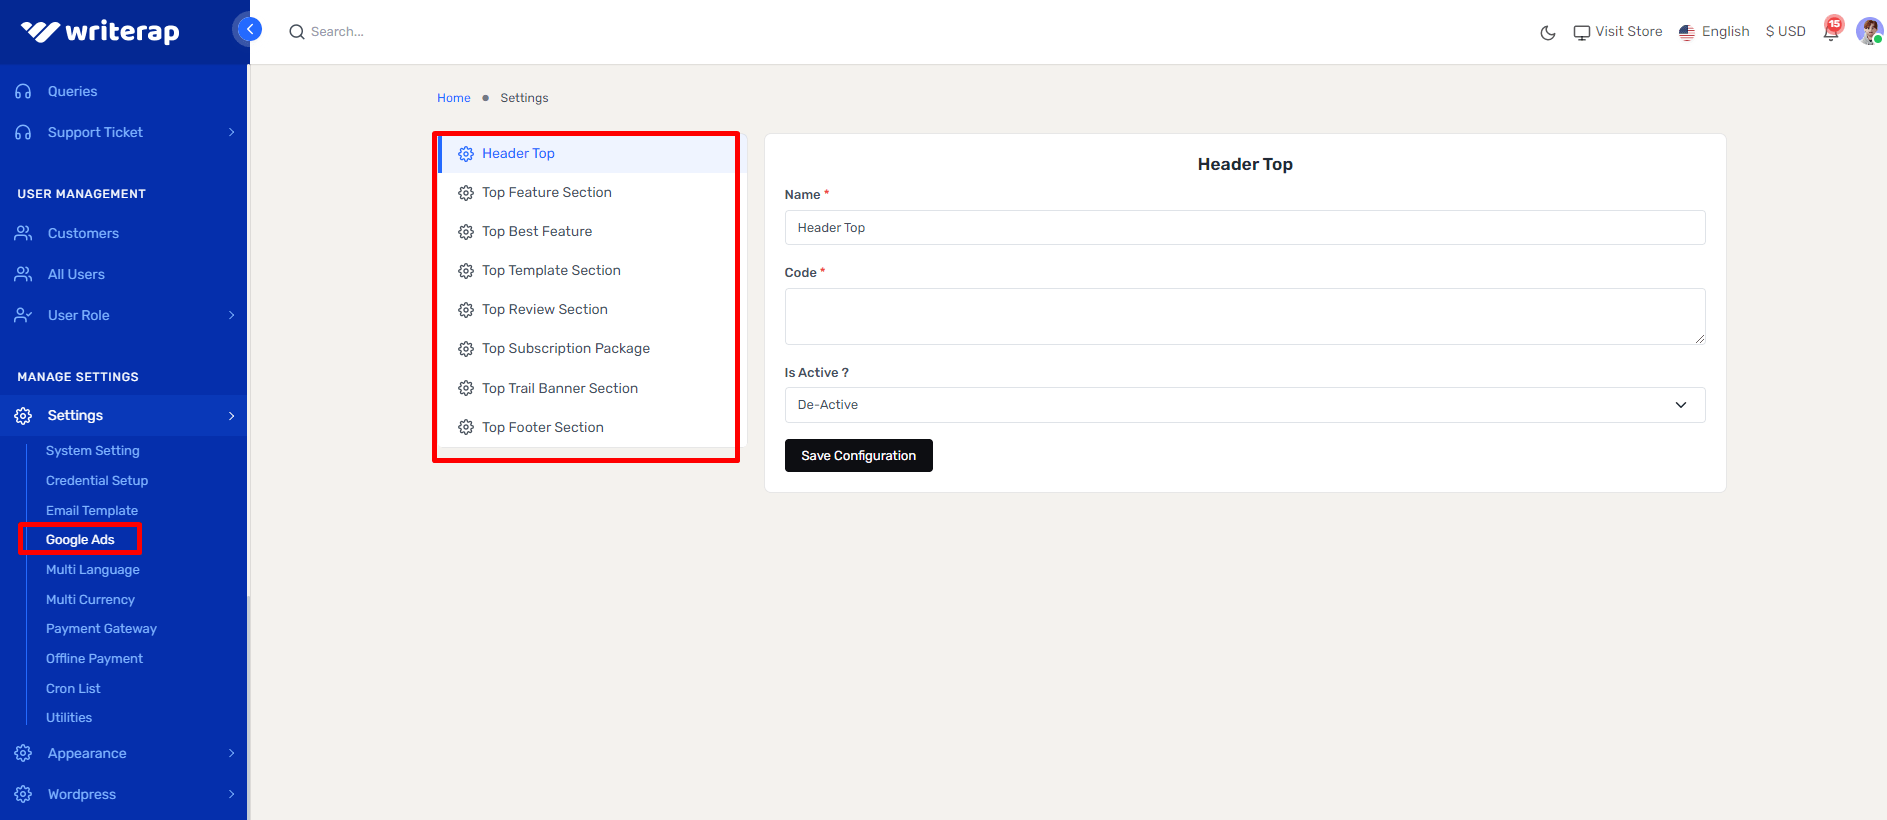 writerap
Search...
Visit Store
English
$ USD
15
Queries
Support Ticket
USER MANAGEMENT
Customers
All Users
User Role
MANAGE SETTINGS
Settings
System Setting
Credential Setup
Email Template
Google Ads
Multi Language
Multi Currency
Payment Gateway
Offline Payment
Cron List
Utilities
Appearance
Wordpress
Home
Settings
Header Top
Top Feature Section
Top Best Feature
Top Template Section
Top Review Section
Top Subscription Package
Top Trail Banner Section
Top Footer Section
Header Top
Name *
Header Top
Code *
Is Active ?
De-Active
Save Configuration